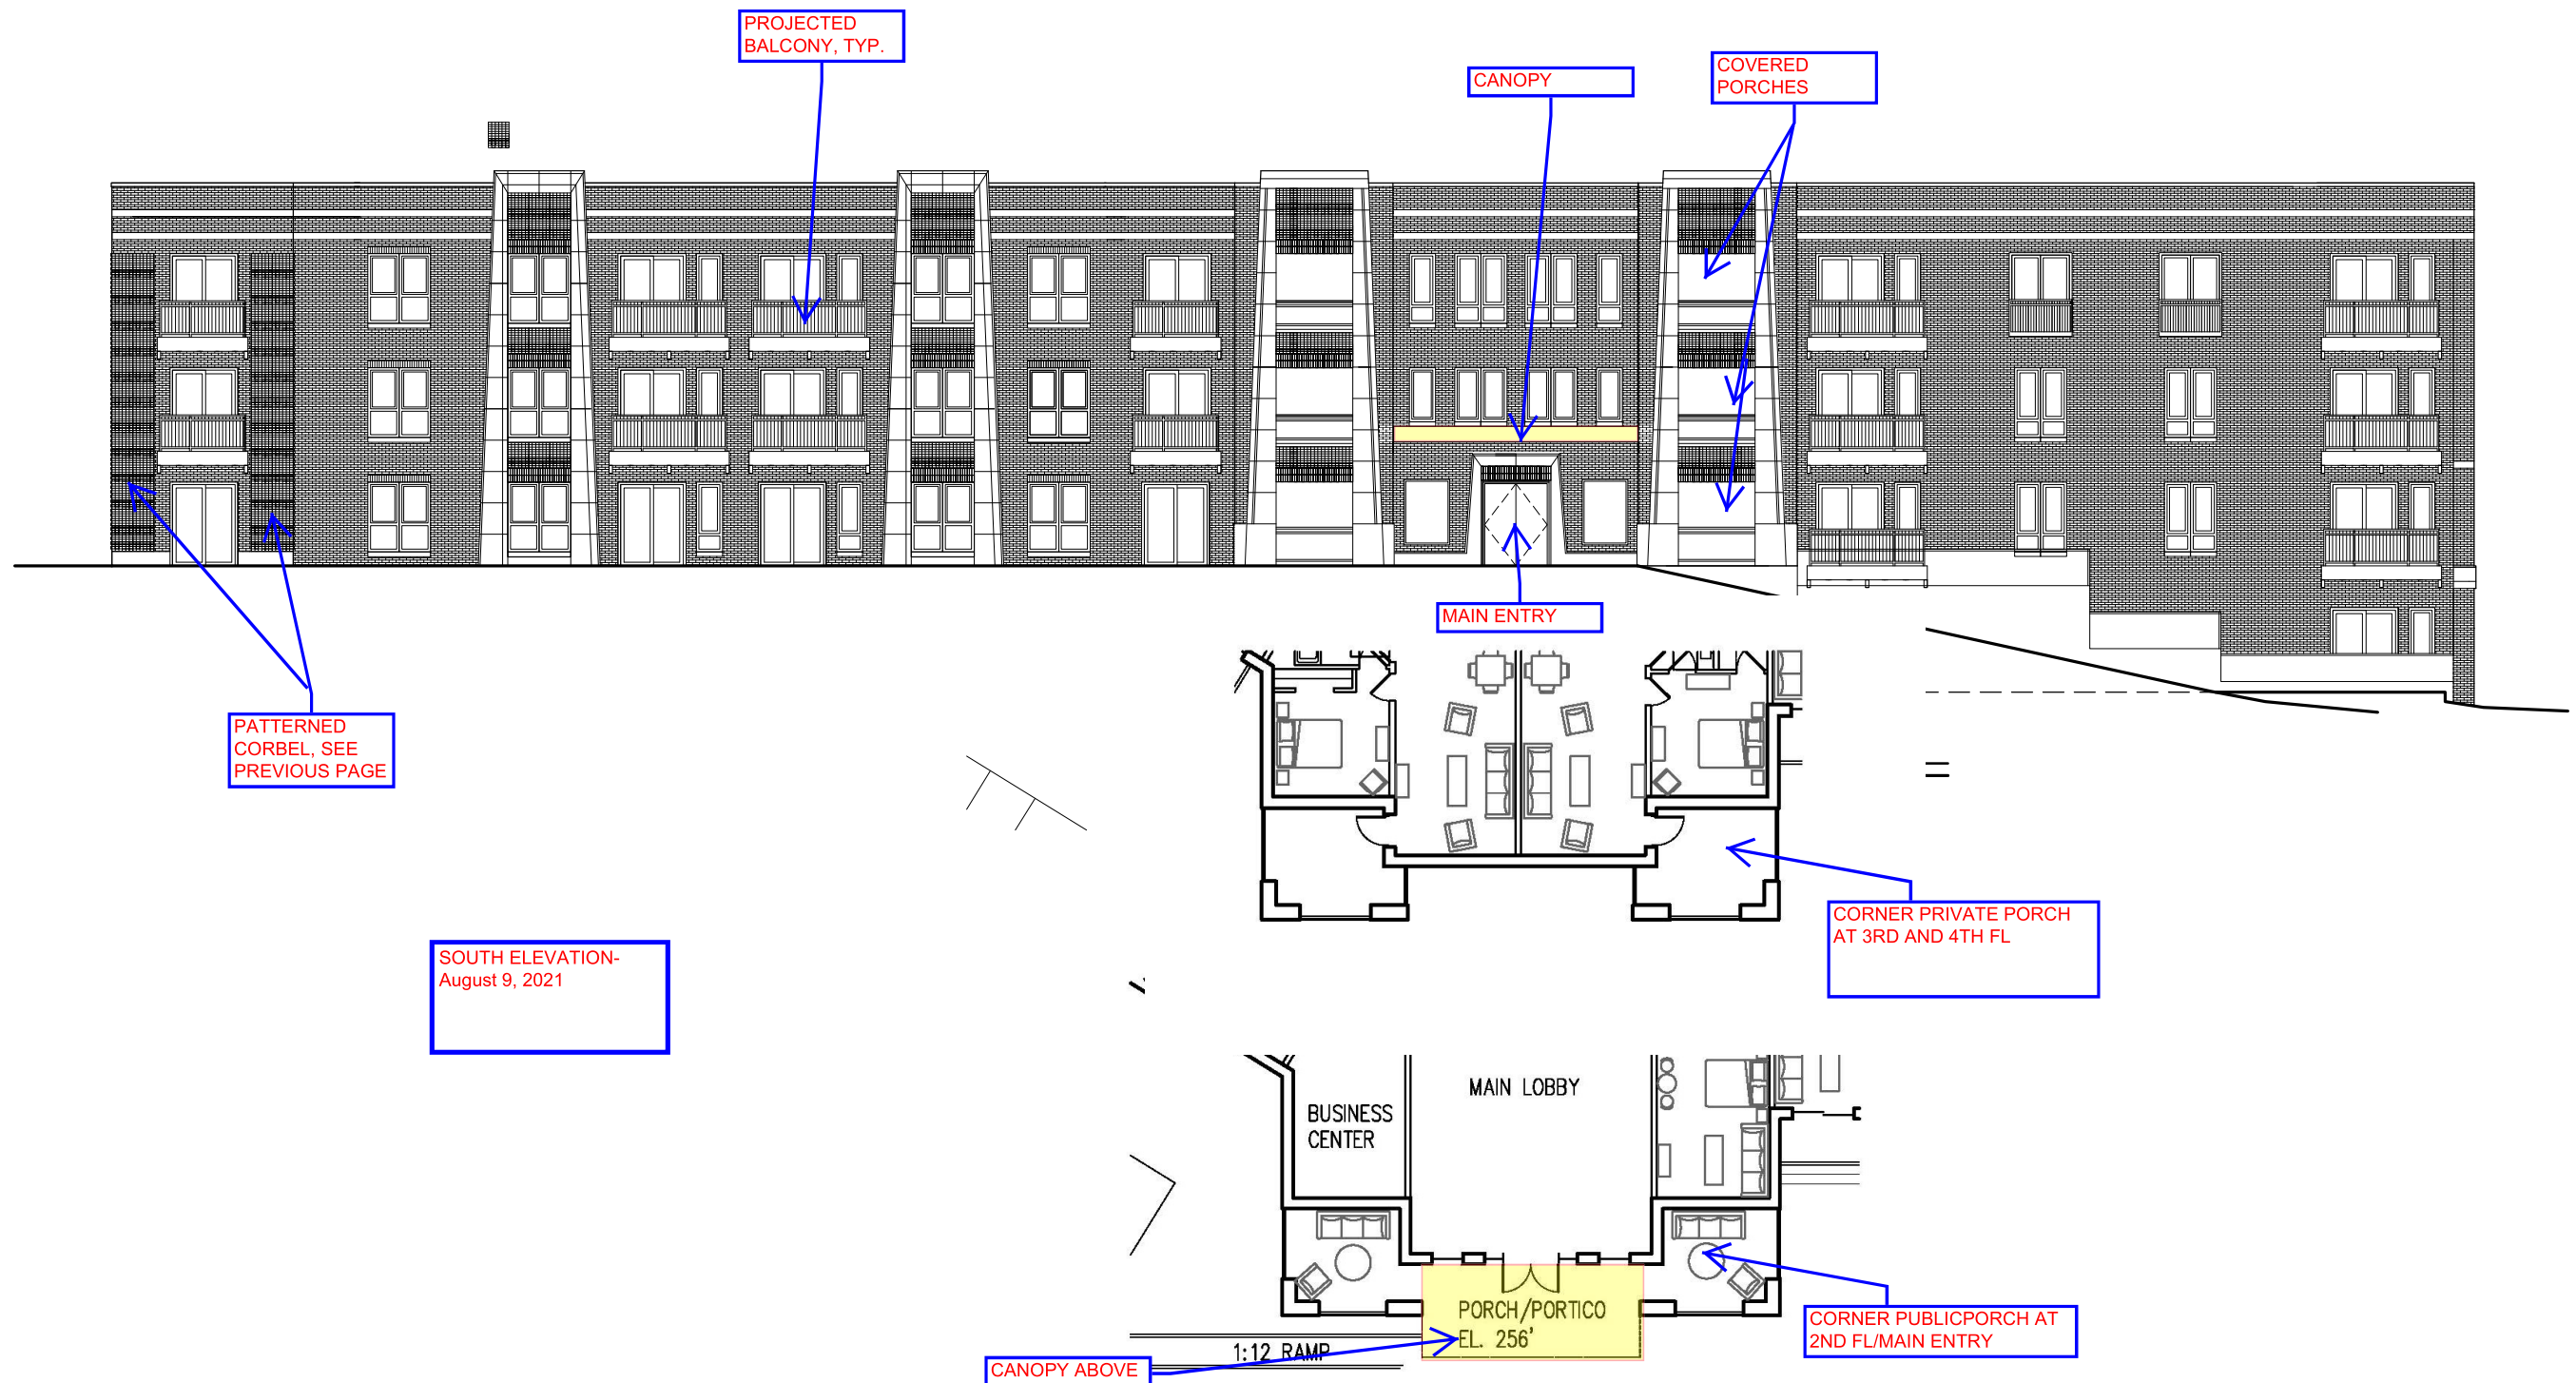 PROJECTED
BALCONY, TYP.
CANOPY
COVERED
PORCHES
MAIN ENTRY
PATTERNED
CORBEL, SEE
PREVIOUS PAGE
CORNER PRIVATE PORCH
AT 3RD AND 4TH FL
SOUTH ELEVATION-
August 9, 2021
MAIN LOBBY
BUSINESS
CENTER
PORCH/PORTICO
EL. 256'
CORNER PUBLICPORCH AT
2ND FL/MAIN ENTRY
1:12 RAMP
CANOPY ABOVE